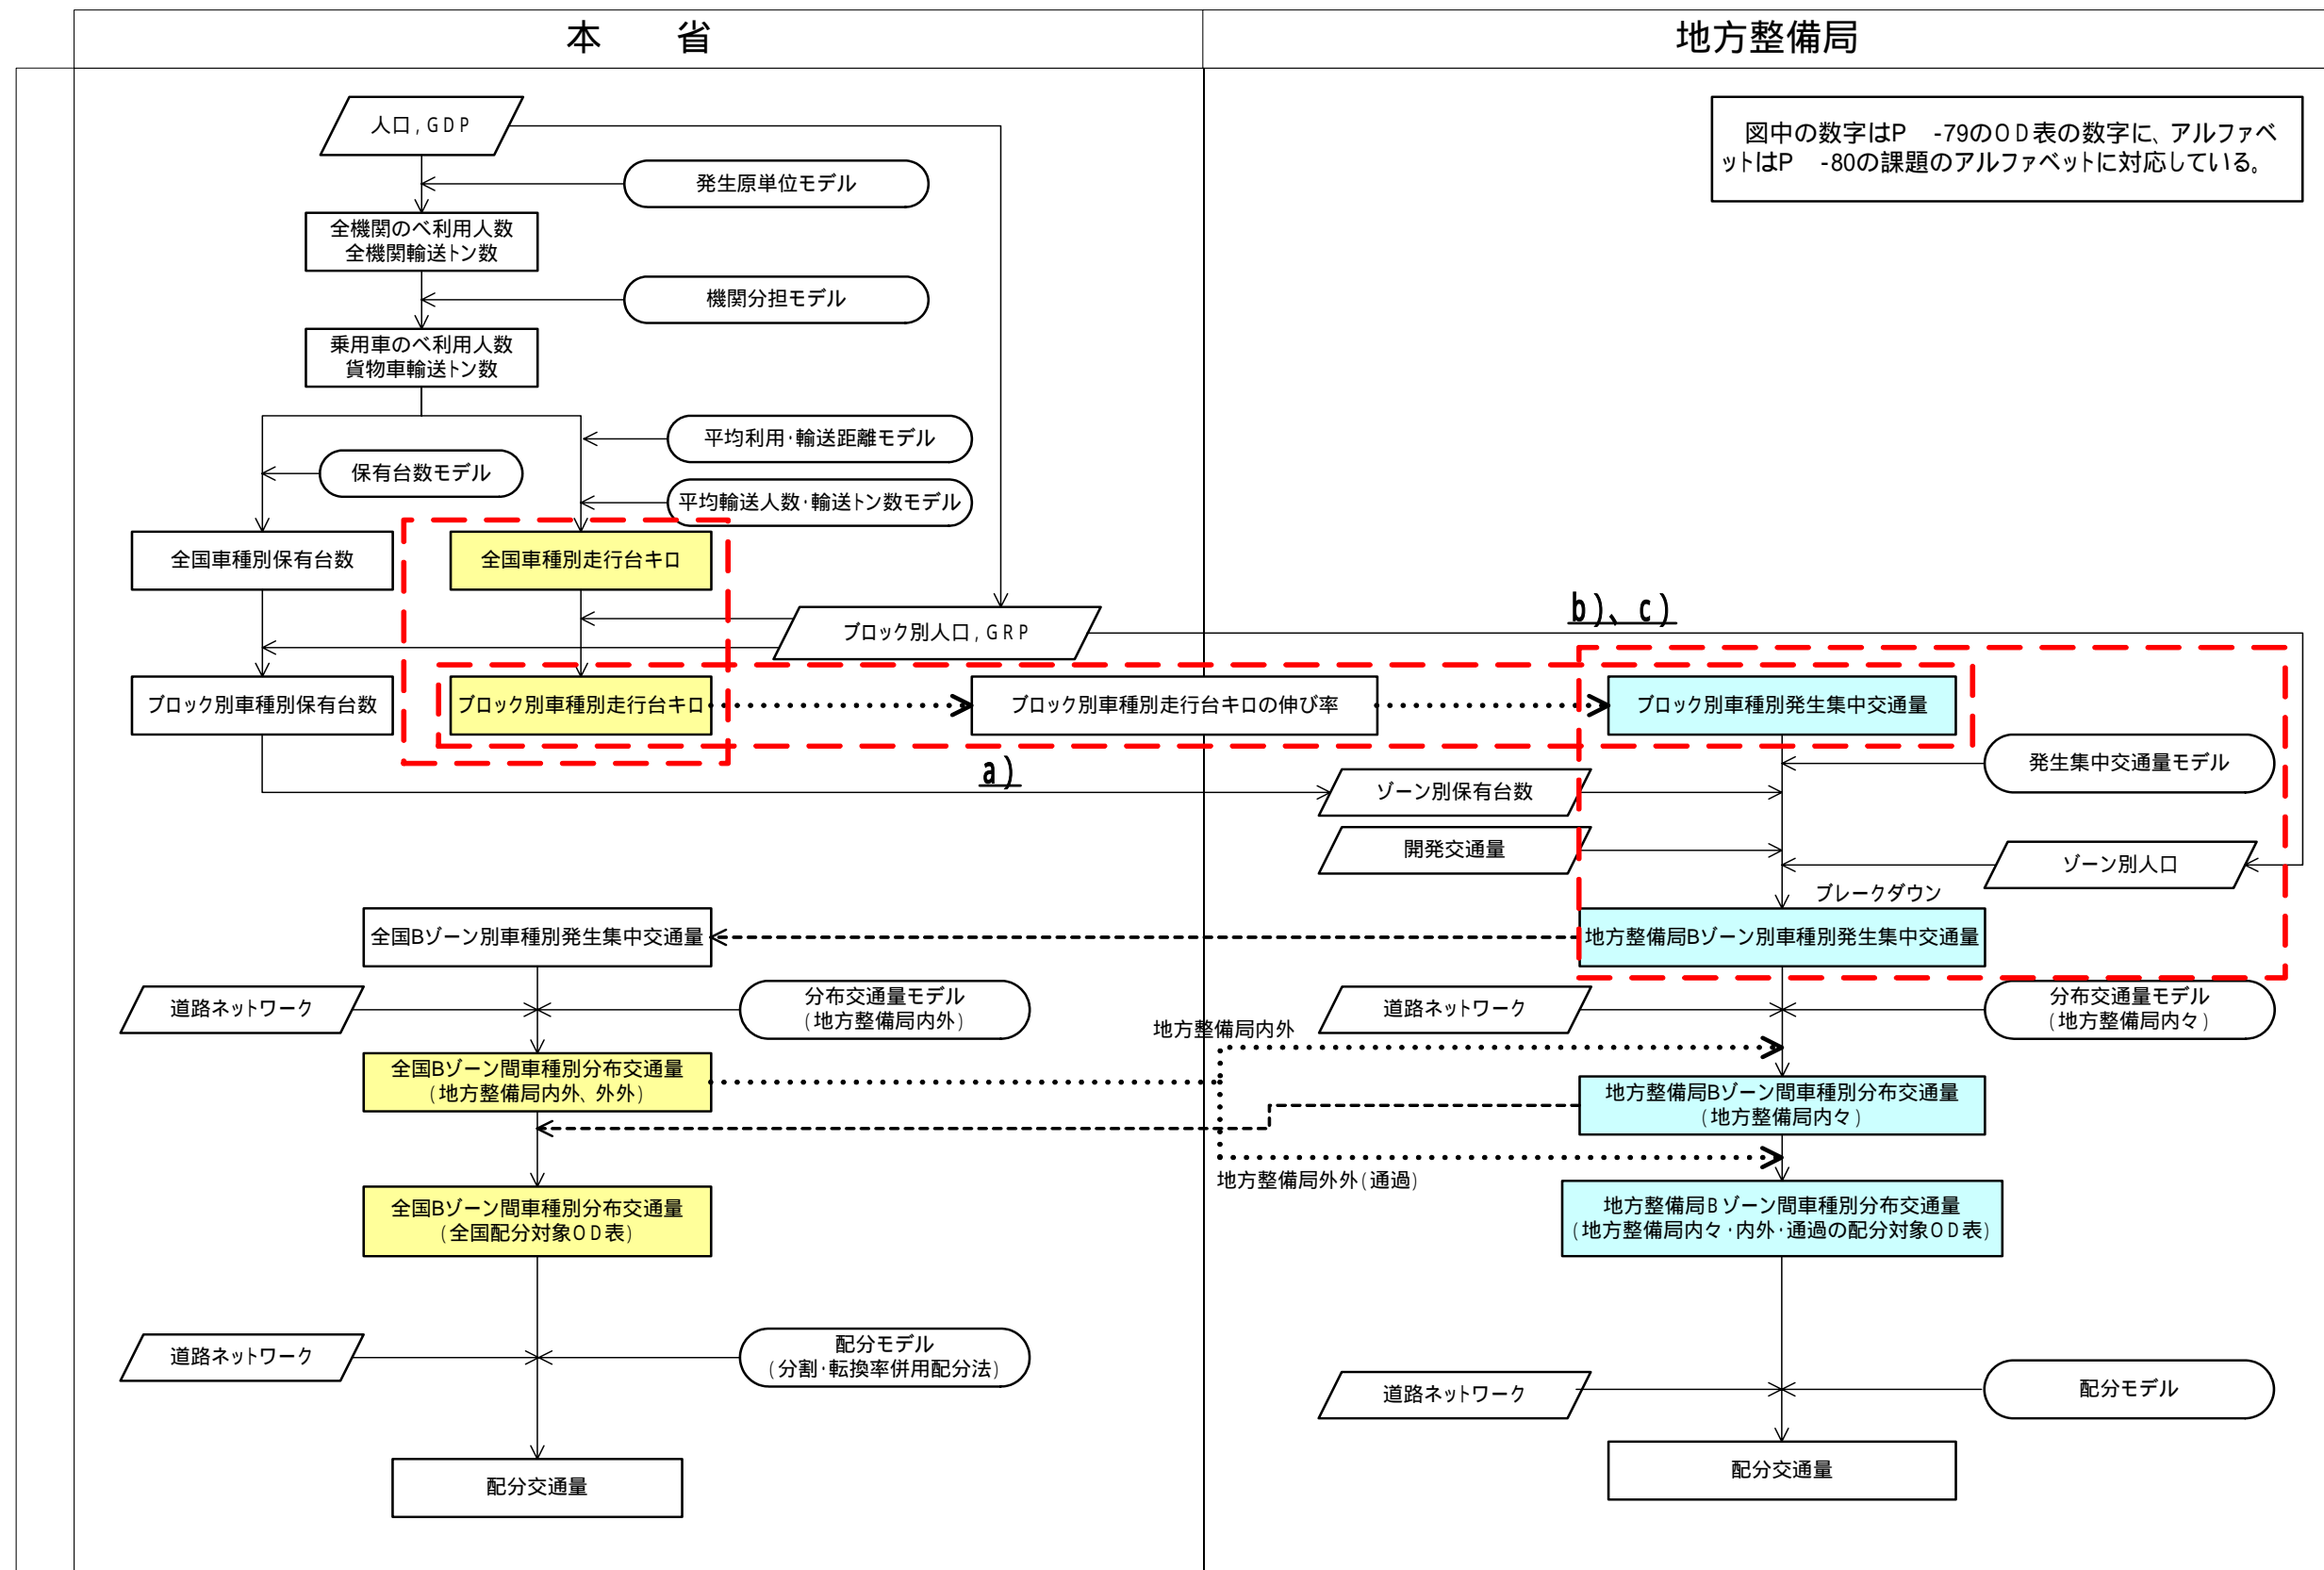 本　省
地方整備局
図中の数字はP　-79のOD表の数字に、アルファベ
ットはP　-80の課題のアルファベットに対応している。
人口,GDP
発生原単位モデル
全機関のべ利用人数
全機関輸送トン数
機関分担モデル
乗用車のべ利用人数
貨物車輸送トン数
平均利用・輸送距離モデル
保有台数モデル
平均輸送人数・輸送トン数モデル
全国車種別保有台数
全国車種別走行台キロ
ブロック別人口,GRP
b)、c)
ブロック別車種別保有台数
ブロック別車種別走行台キロ
ブロック別車種別走行台キロの伸び率
ブロック別車種別発生集中交通量
a)
発生集中交通量モデル
ゾーン別保有台数
開発交通量
ゾーン別人口
ブレークダウン
全国Bゾーン別車種別発生集中交通量
地方整備局Bゾーン別車種別発生集中交通量
道路ネットワーク
分布交通量モデル
(地方整備局内外)
道路ネットワーク
分布交通量モデル
(地方整備局内々)
地方整備局内外
全国Bゾーン間車種別分布交通量
(地方整備局内外、外外)
地方整備局Bゾーン間車種別分布交通量
(地方整備局内々)
地方整備局外外(通過)
全国Bゾーン間車種別分布交通量
(全国配分対象OD表)
地方整備局Bゾーン間車種別分布交通量
(地方整備局内々・内外・通過の配分対象OD表)
道路ネットワーク
配分モデル
(分割・転換率併用配分法)
道路ネットワーク
配分モデル
配分交通量
配分交通量